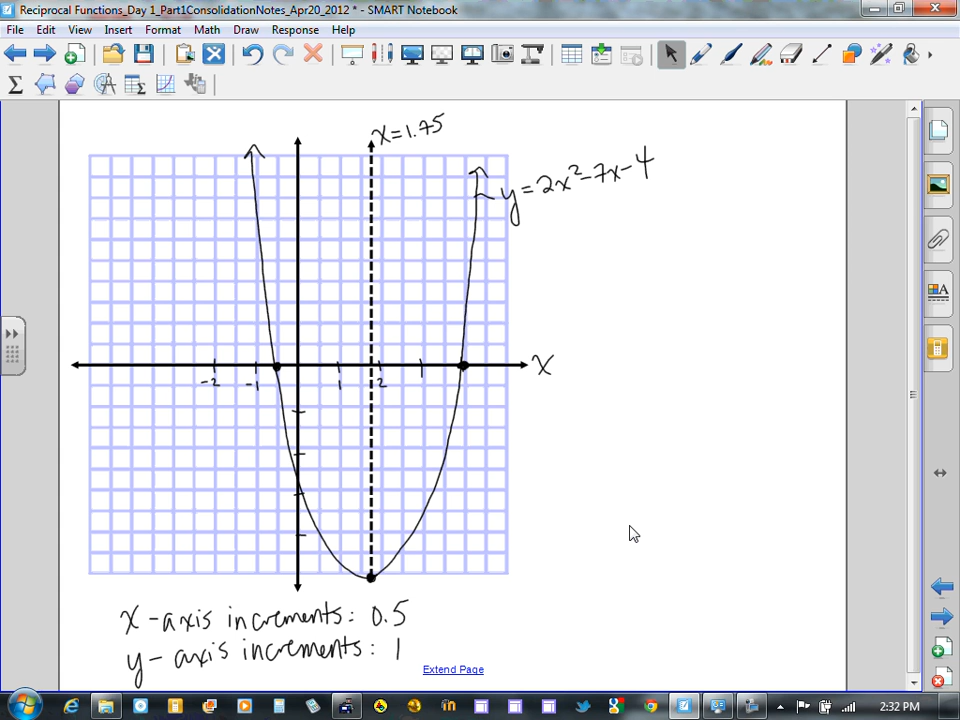 Reciprocal Functions_Day 1_Part1ConsolidationNotes_Apr20_2012 * - SMART Notebook
File Edit View Insert Format Math Draw Response Help
x=1.75
y=2x²-7x-4
X
-2 -1 1 2
x-axis increments: 0.5
y-axis increments: 1
Extend Page
2:32 PM